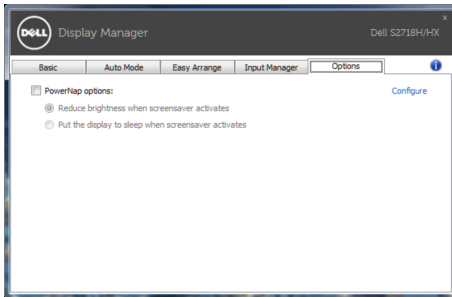 DELL Display Manager Dell S2718H/HX ×
Basic Auto Mode Easy Arrange Input Manager Options i
PowerNap options: Configure
Reduce brightness when screensaver activates
Put the display to sleep when screensaver activates